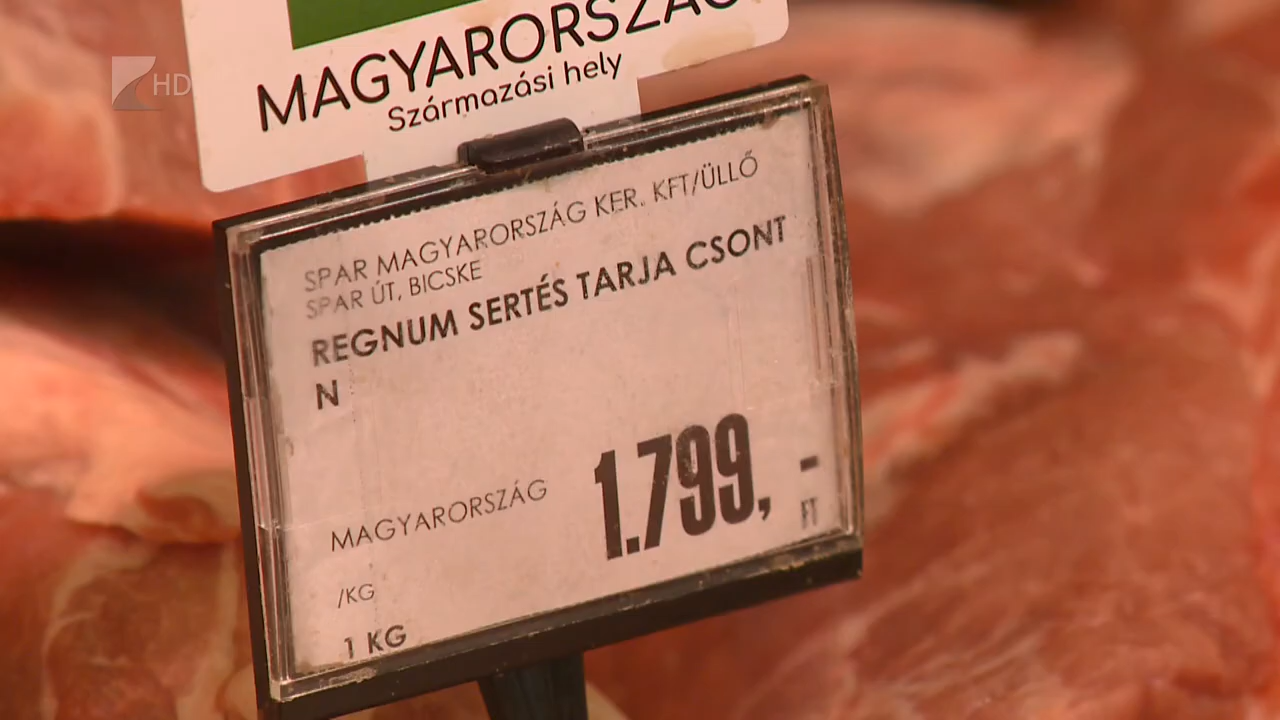 HD
MAGYARORSZÁG
Származási hely
SPAR MAGYARORSZÁG KER. KFT/ÜLLŐ
SPAR ÚT, BICSKE
REGNUM SERTÉS TARJA CSONT
N
MAGYARORSZÁG
1.799,-
FT
/KG
1 KG